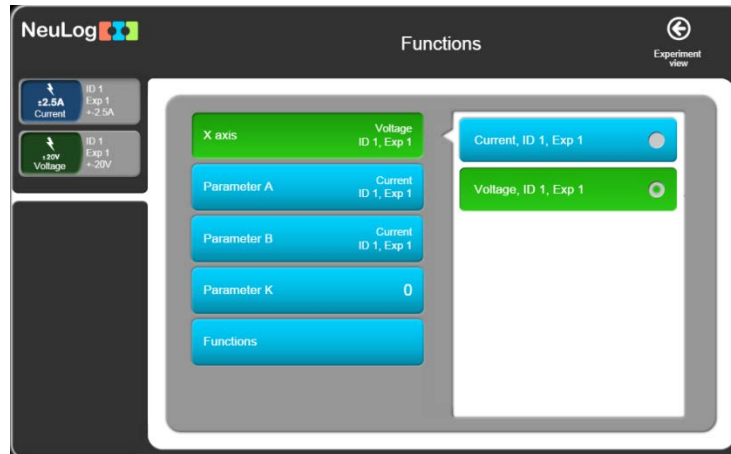 NeuLog
Functions
Experiment
view
±2.5A
Current
ID 1
Exp 1
+-2.5A
±20V
Voltage
ID 1
Exp 1
+-20V
X axis
Voltage
ID 1, Exp 1
Parameter A
Current
ID 1, Exp 1
Parameter B
Current
ID 1, Exp 1
Parameter K
0
Functions
Current, ID 1, Exp 1
Voltage, ID 1, Exp 1